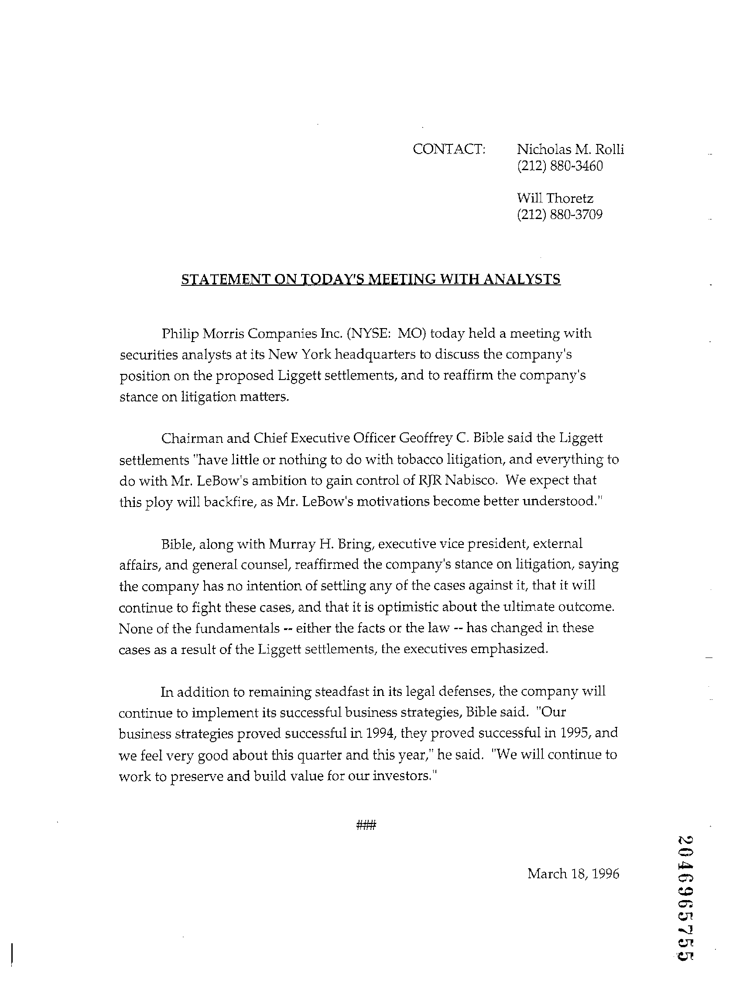 CONTACT: Nicholas M. Rolli
(212) 880-3460
Will Thoretz
(212) 880-3709
STATEMENT ON TODAY'S MEETING WITH ANALYSTS
Philip Morris Companies Inc. (NYSE: MO) today held a meeting with
securities analysts at its New York headquarters to discuss the company's
position on the proposed Liggett settlements, and to reaffirm the company's
stance on litigation matters.
Chairman and Chief Executive Officer Geoffrey C. Bible said the Liggett
settlements "have little or nothing to do with tobacco litigation, and everything to
do with Mr. LeBow's ambition to gain control of RJR Nabisco. We expect that
this ploy will backfire, as Mr. LeBow's motivations become better understood."
Bible, along with Murray H. Bring, executive vice president, external
affairs, and general counsel, reaffirmed the company's stance on litigation, saying
the company has no intention of settling any of the cases against it, that it will
continue to fight these cases, and that it is optimistic about the ultimate outcome.
None of the fundamentals -- either the facts or the law -- has changed in these
cases as a result of the Liggett settlements, the executives emphasized.
In addition to remaining steadfast in its legal defenses, the company will
continue to implement its successful business strategies, Bible said. "Our
business strategies proved successful in 1994, they proved successful in 1995, and
we feel very good about this quarter and this year," he said. "We will continue to
work to preserve and build value for our investors."
###
March 18, 1996
2046965755